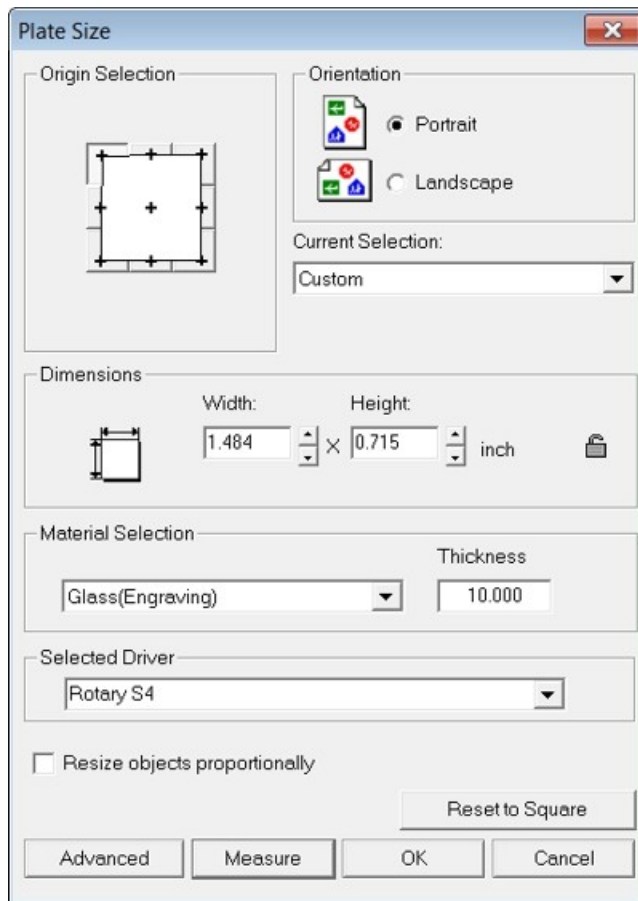 Plate Size
Origin Selection
Orientation
Portrait
Landscape
Current Selection:
Custom
Dimensions
Width:
Height:
1.484
X
0.715
inch
Material Selection
Thickness
Glass(Engraving)
10.000
Selected Driver
Rotary S4
Resize objects proportionally
Reset to Square
Advanced
Measure
OK
Cancel